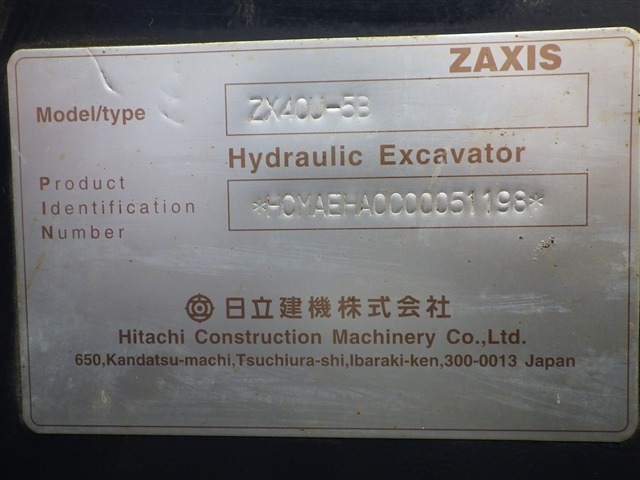 ZAXIS
Model/type ZX40U-5B
Hydraulic Excavator
Product Identification Number *HCMAEHA0C00051198*
日立建機株式会社
Hitachi Construction Machinery Co.,Ltd.
650,Kandatsu-machi,Tsuchiura-shi,Ibaraki-ken,300-0013 Japan